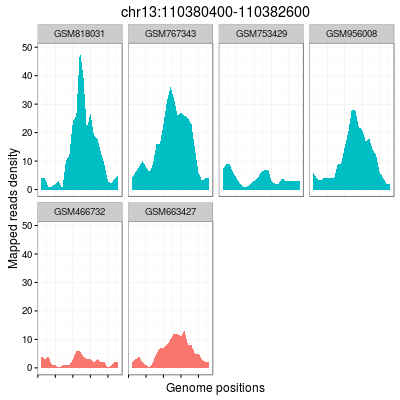 chr13:110380400-110382600
GSM818031 GSM767343 GSM753429 GSM956008
50
40
30
20
10
0
Mapped reads density
GSM466732 GSM663427
50
40
30
20
10
0
Genome positions